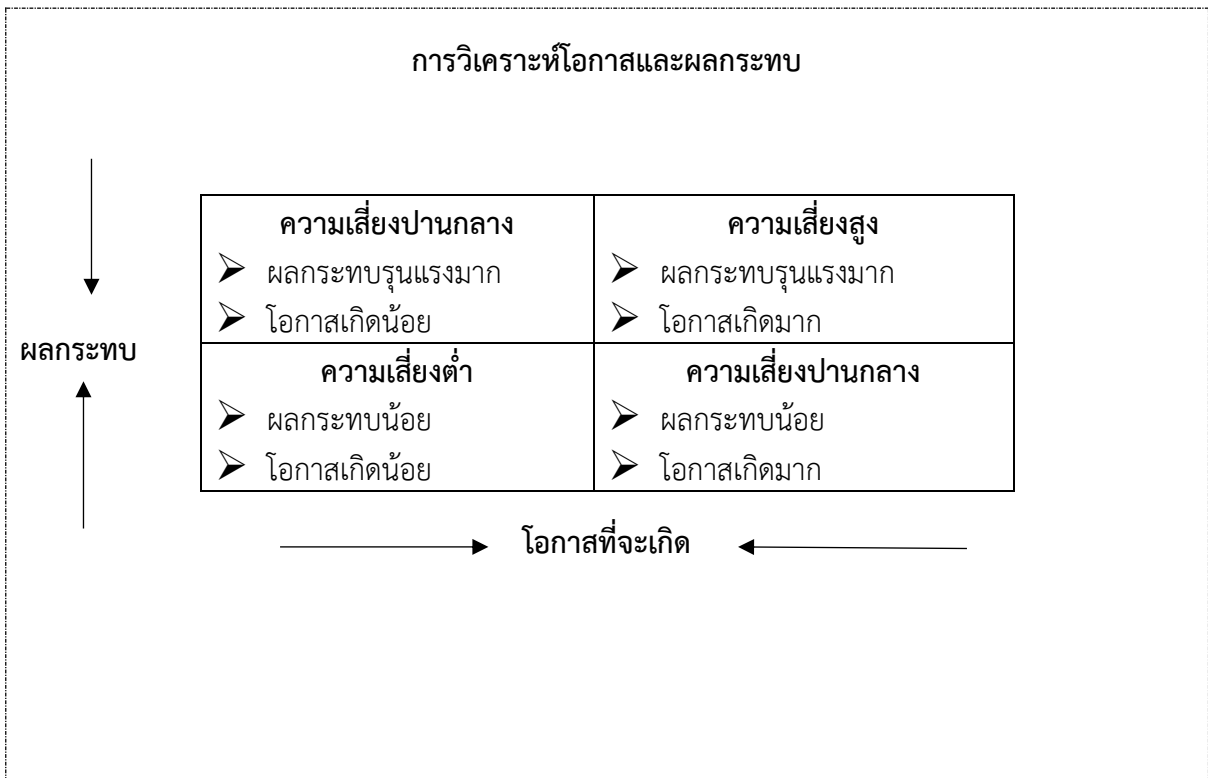 การวิเคราะห์โอกาสและผลกระทบ
ความเสี่ยงปานกลาง
➢ ผลกระทบรุนแรงมาก
➢ โอกาสเกิดน้อย
ความเสี่ยงสูง
➢ ผลกระทบรุนแรงมาก
➢ โอกาสเกิดมาก
ผลกระทบ
ความเสี่ยงต่ำ
➢ ผลกระทบน้อย
➢ โอกาสเกิดน้อย
ความเสี่ยงปานกลาง
➢ ผลกระทบน้อย
➢ โอกาสเกิดมาก
โอกาสที่จะเกิด